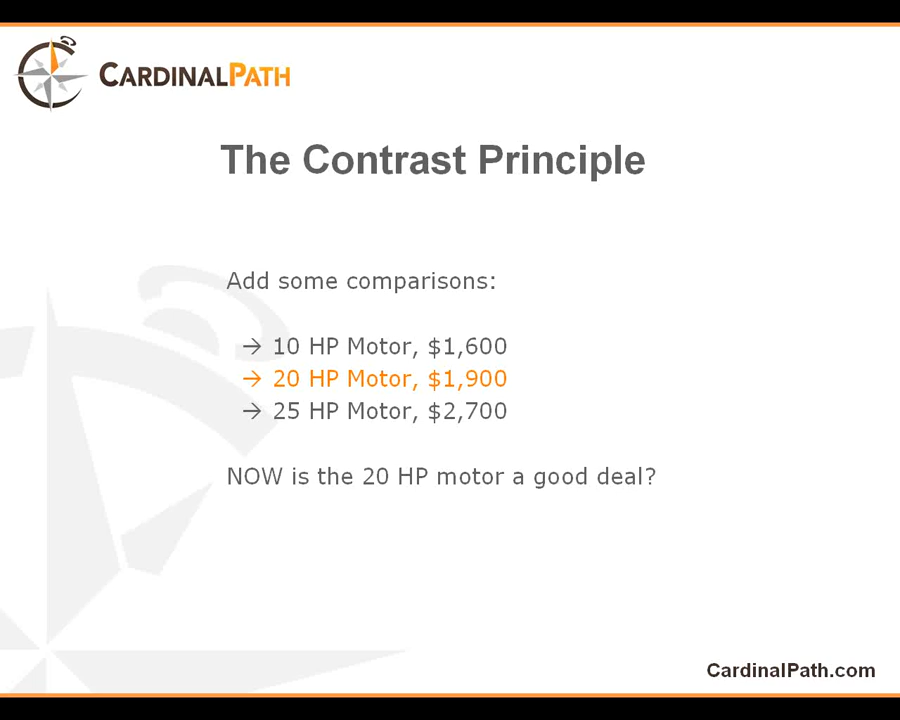 CARDINALPATH
The Contrast Principle
Add some comparisons:
→ 10 HP Motor, $1,600
→ 20 HP Motor, $1,900
→ 25 HP Motor, $2,700
NOW is the 20 HP motor a good deal?
CardinalPath.com